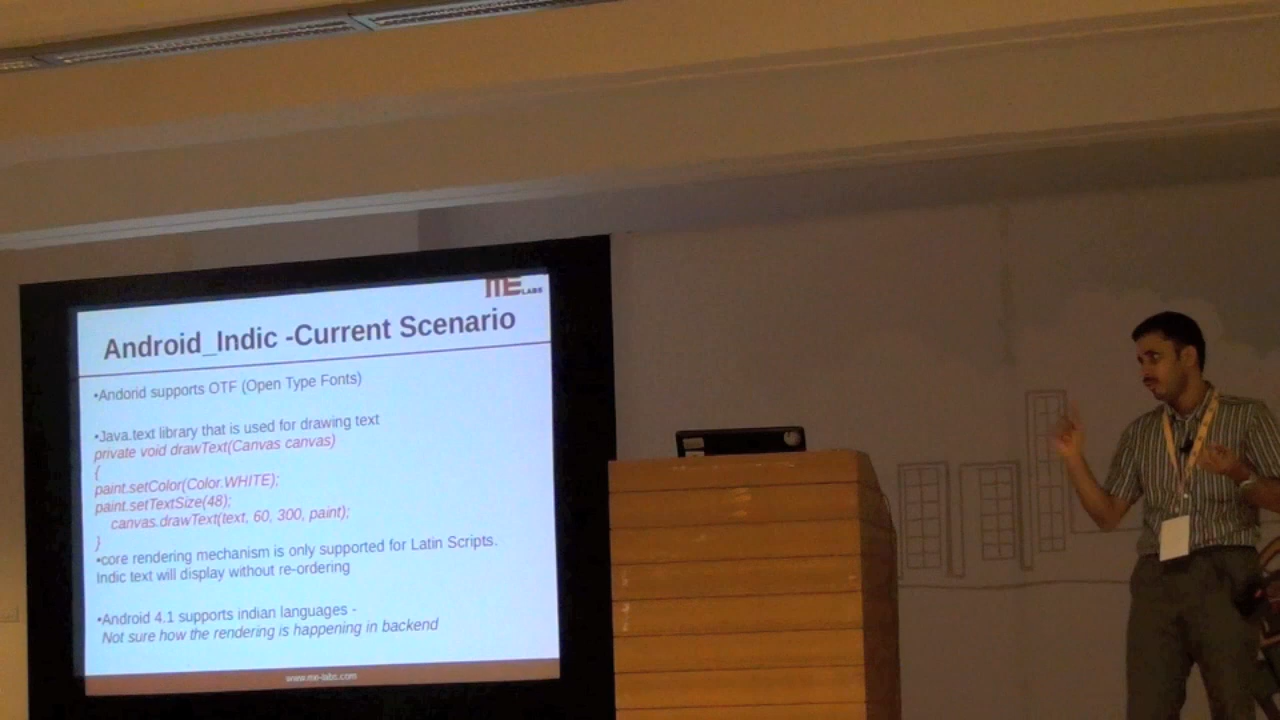 ME LABS
Android_Indic -Current Scenario
•Andorid supports OTF (Open Type Fonts)
•Java.text library that is used for drawing text
private void drawText(Canvas canvas)
{
paint.setColor(Color.WHITE);
paint.setTextSize(48);
canvas.drawText(text, 60, 300, paint);
}
•core rendering mechanism is only supported for Latin Scripts.
Indic text will display without re-ordering
•Android 4.1 supports indian languages -
Not sure how the rendering is happening in backend
www.me-labs.com